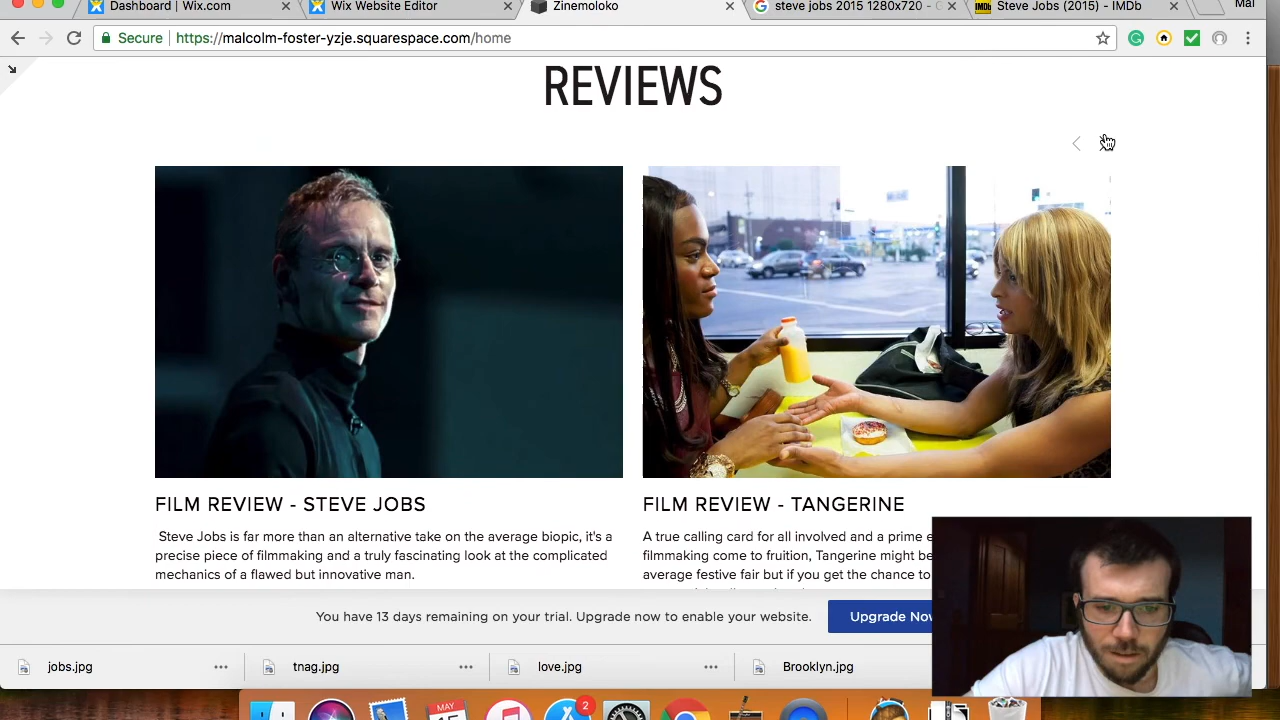 Dashboard | Wix.com
Wix Website Editor
Zinemoloko
steve jobs 2015 1280x720 - G
Steve Jobs (2015) - IMDb
Mal
Secure
https://malcolm-foster-yzje.squarespace.com/home
REVIEWS
FILM REVIEW - STEVE JOBS
Steve Jobs is far more than an alternative take on the average biopic, it's a
precise piece of filmmaking and a truly fascinating look at the complicated
mechanics of a flawed but innovative man.
FILM REVIEW - TANGERINE
A true calling card for all involved and a prime e
filmmaking come to fruition, Tangerine might be
average festive fair but if you get the chance to
You have 13 days remaining on your trial. Upgrade now to enable your website.
Upgrade Now
jobs.jpg
tnag.jpg
love.jpg
Brooklyn.jpg
MAY
2